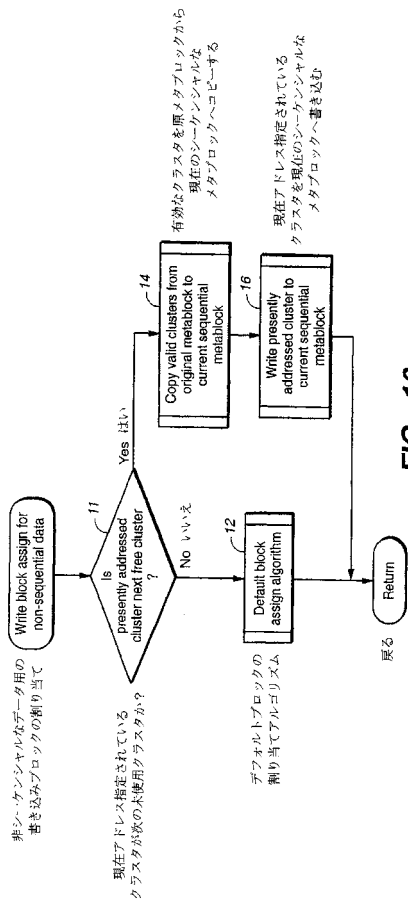 非シーケンシャルなデータ用の
書き込みブロックの割り当て
Write block assign for
non-sequential data
現在アドレス指定されている
クラスタが次の未使用クラスタか?
11
Is
presently addressed
cluster next free cluster
?
Yes はい
No いいえ
14
Copy valid clusters from
original metablock to
current sequential
metablock
有効なクラスタを原メタブロックから
現在のシーケンシャルな
メタブロックへコピーする
デフォルトブロックの
割り当てアルゴリズム
12
Default block
assign algorithm
16
Write presently
addressed cluster to
current sequential
metablock
現在アドレス指定されている
クラスタを現在のシーケンシャルな
メタブロックへ書き込む
戻る
Return
FIG.